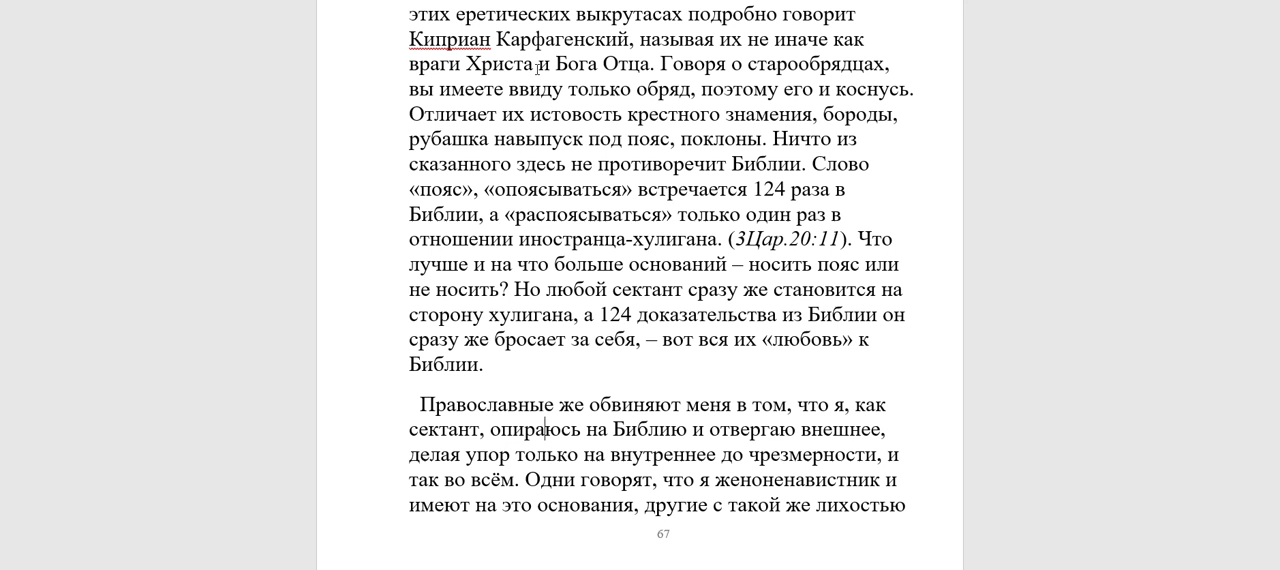 этих еретических выкрутасах подробно говорит
Киприан Карфагенский, называя их не иначе как
враги Христа и Бога Отца. Говоря о старообрядцах,
вы имеете ввиду только обряд, поэтому его и коснусь.
Отличает их истовость крестного знамения, бороды,
рубашка навыпуск под пояс, поклоны. Ничто из
сказанного здесь не противоречит Библии. Слово
«пояс», «опоясываться» встречается 124 раза в
Библии, а «распоясываться» только один раз в
отношении иностранца-хулигана. (3Цар.20:11). Что
лучше и на что больше оснований – носить пояс или
не носить? Но любой сектант сразу же становится на
сторону хулигана, а 124 доказательства из Библии он
сразу же бросает за себя, – вот вся их «любовь» к
Библии.
Православные же обвиняют меня в том, что я, как
сектант, опираюсь на Библию и отвергаю внешнее,
делая упор только на внутреннее до чрезмерности, и
так во всём. Одни говорят, что я женоненавистник и
имеют на это основания, другие с такой же лихостью
67